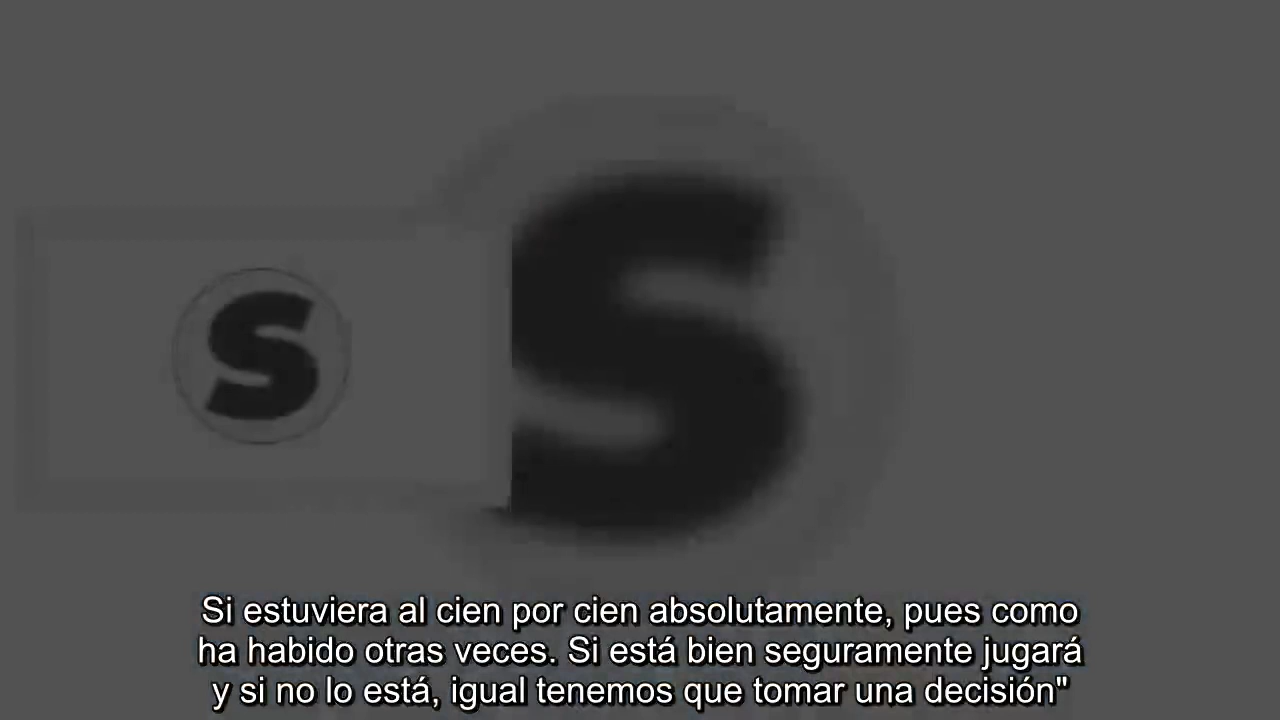 S
S
Si estuviera al cien por cien absolutamente, pues como
ha habido otras veces. Si está bien seguramente jugará
y si no lo está, igual tenemos que tomar una decisión"